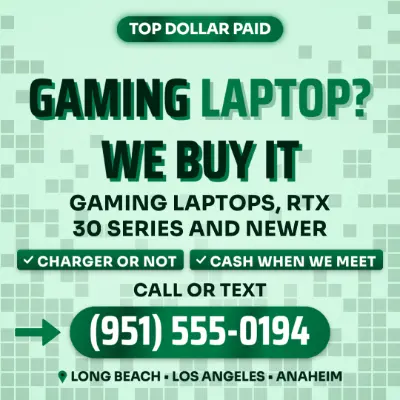 TOP DOLLAR PAID
GAMING LAPTOP?
WE BUY IT
GAMING LAPTOPS, RTX
30 SERIES AND NEWER
✓ CHARGER OR NOT ✓ CASH WHEN WE MEET
CALL OR TEXT
(951) 555-0194
LONG BEACH • LOS ANGELES • ANAHEIM